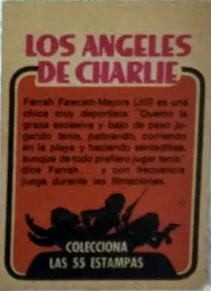 LOS ANGELES
DE CHARLIE
Farrah Fawcett-Majors (Jill) es una
chica muy deportista. "Quemo la
grasa excesiva y bajo de peso jugando
tenis, patinando, corriendo
en la playa y haciendo sentadillas,
aunque de todo prefiero jugar tenis"
dice Farrah... y con frecuencia
juega durante las filmaciones.
COLECCIONA
LAS 55 ESTAMPAS